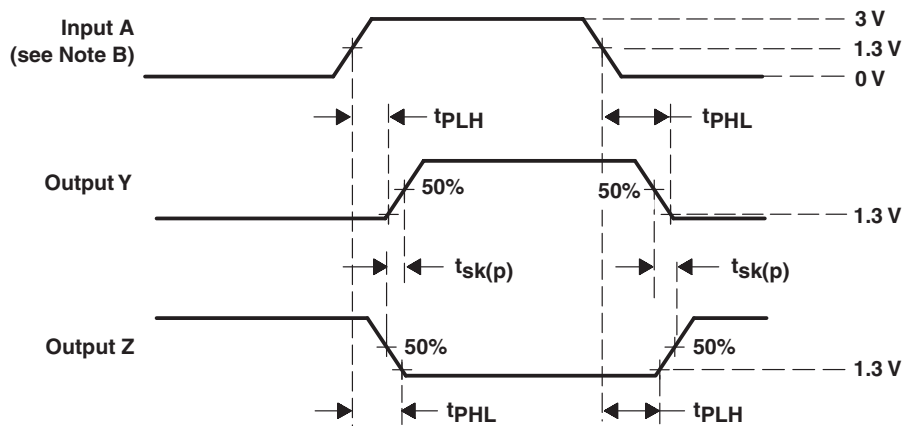 Input A
(see Note B)
3 V
1.3 V
0 V
tPLH
tPHL
Output Y
50%
50%
1.3 V
tsk(p)
tsk(p)
Output Z
50%
50%
1.3 V
tPHL
tPLH